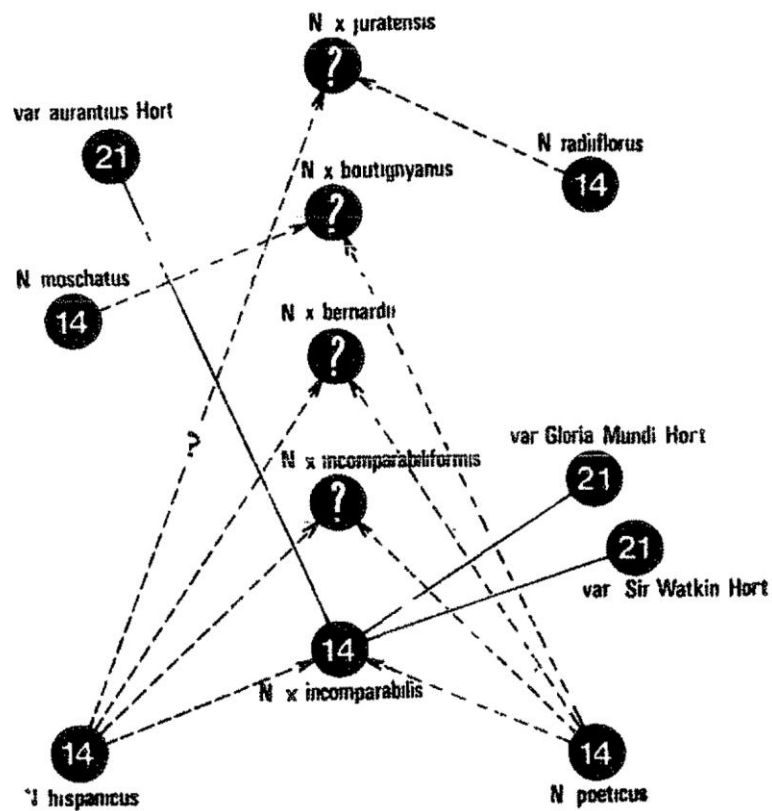 N x juratensis
?
var aurantius Hort
21
N radiiflorus
14
N x boutignyanus
?
N moschatus
14
N x bernardii
?
var Gloria Mundi Hort
21
N x incomparabiliformis
?
21
var Sir Watkin Hort
?
14
N x incomparabilis
14
N hispanicus
14
N poeticus